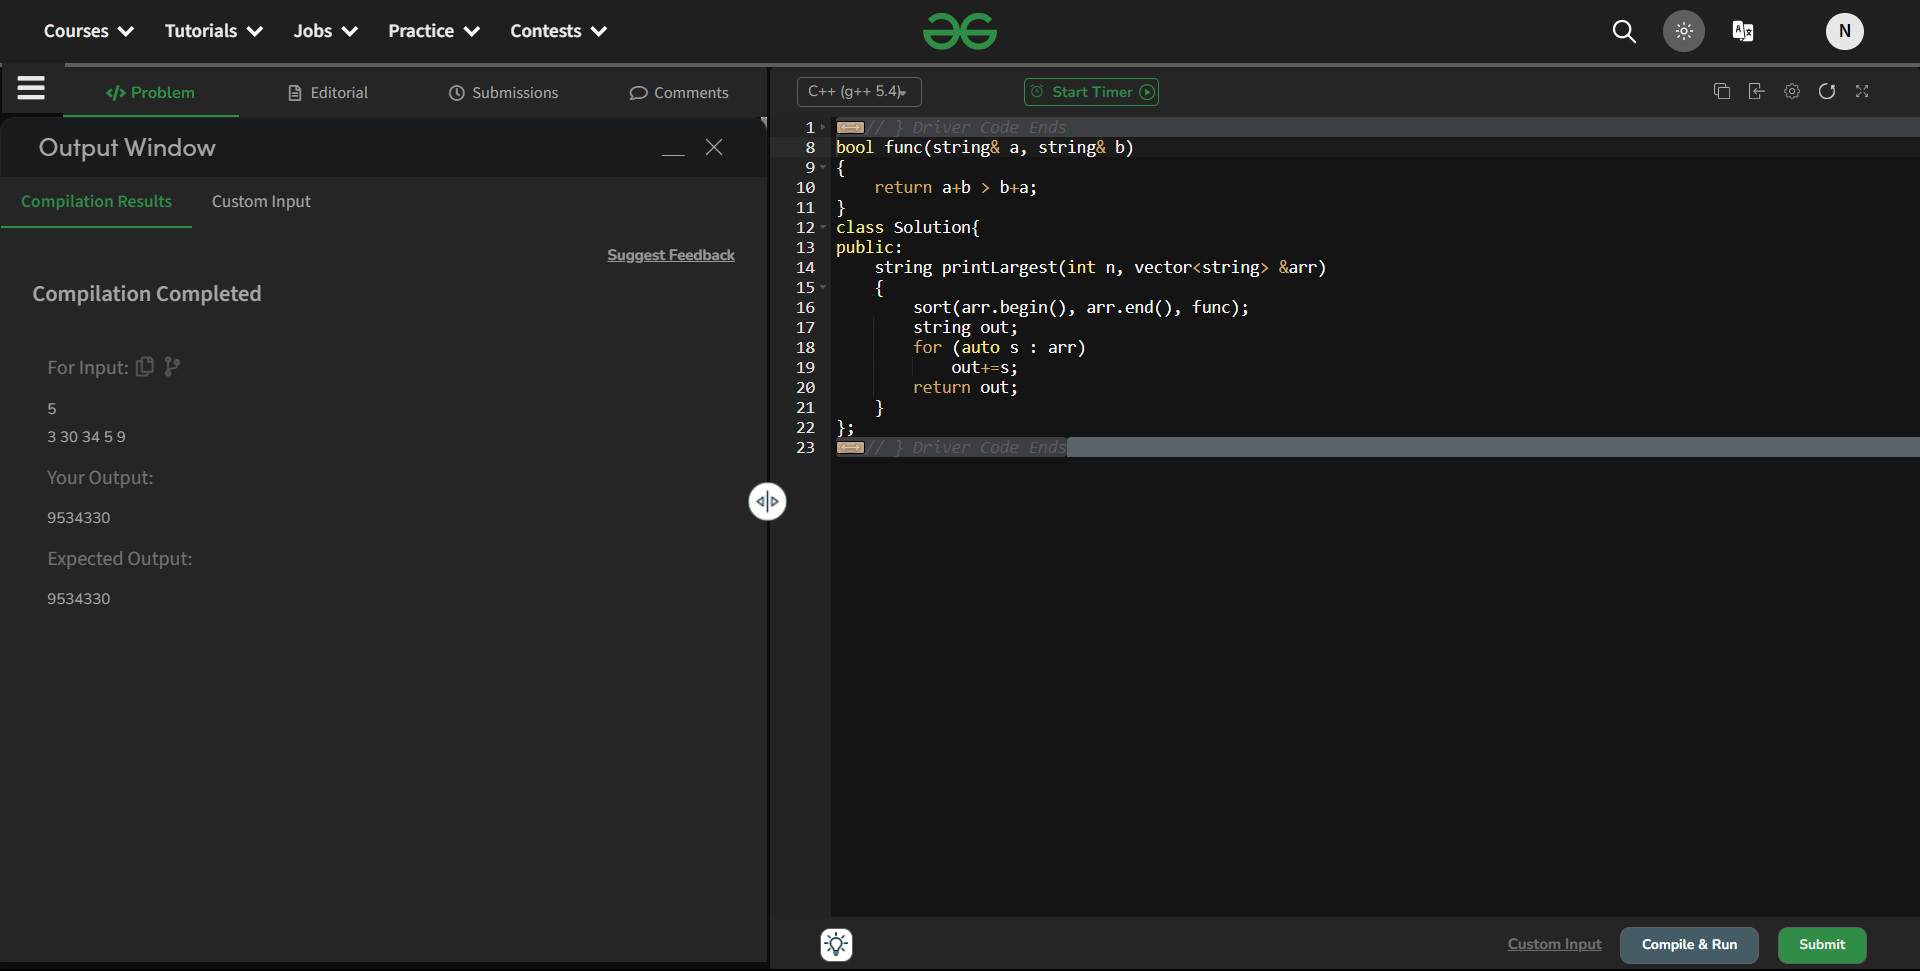 Courses Tutorials Jobs Practice Contests N
Problem Editorial Submissions Comments
Output Window
Compilation Results Custom Input
Suggest Feedback
Compilation Completed
For Input:
5
3 30 34 5 9
Your Output:
9534330
Expected Output:
9534330
C++ (g++ 5.4) Start Timer
1 // } Driver Code Ends
8 bool func(string& a, string& b)
9 {
10     return a+b > b+a;
11 }
12 class Solution{
13 public:
14     string printLargest(int n, vector<string> &arr)
15     {
16         sort(arr.begin(), arr.end(), func);
17         string out;
18         for (auto s : arr)
19             out+=s;
20         return out;
21     }
22 };
23 // } Driver Code Ends
Custom Input Compile & Run Submit